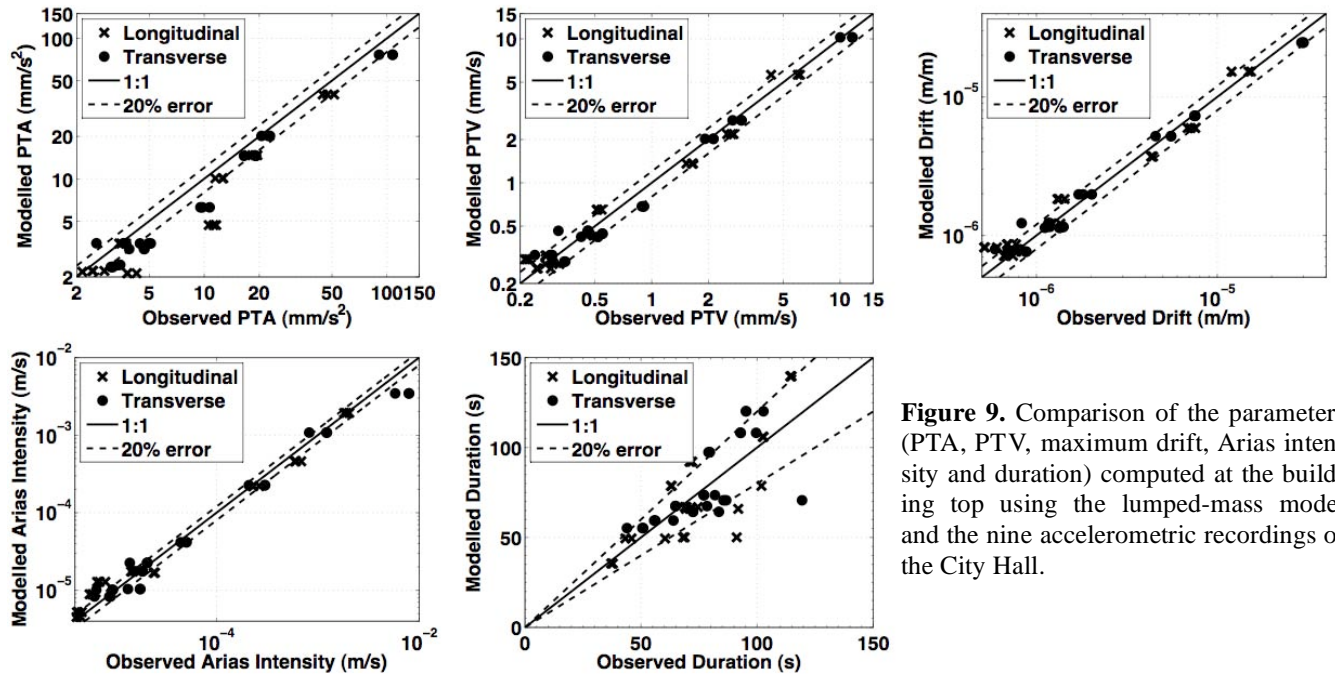 150
100
50
20
10
5
2
Modelled PTA (mm/s²)
Longitudinal
Transverse
1:1
20% error
2 5 10 20 50 100 150
Observed PTA (mm/s²)
15
10
5
2
1
0.5
0.2
Modelled PTV (mm/s)
Longitudinal
Transverse
1:1
20% error
0.2 0.5 1 2 5 10 15
Observed PTV (mm/s)
10⁻⁵
10⁻⁶
Modelled Drift (m/m)
Longitudinal
Transverse
1:1
20% error
10⁻⁶ 10⁻⁵
Observed Drift (m/m)
10⁻²
10⁻³
10⁻⁴
10⁻⁵
Modelled Arias Intensity (m/s)
Longitudinal
Transverse
1:1
20% error
10⁻⁴ 10⁻²
Observed Arias Intensity (m/s)
150
100
50
0
Modelled Duration (s)
Longitudinal
Transverse
1:1
20% error
0 50 100 150
Observed Duration (s)
Figure 9. Comparison of the parameter
(PTA, PTV, maximum drift, Arias inten
sity and duration) computed at the build
ing top using the lumped-mass mode
and the nine accelerometric recordings o
the City Hall.